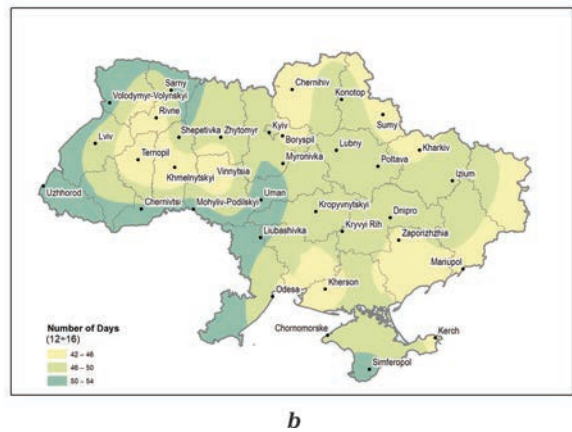 Chernihiv
Sarny
Konotop
Volodymyr-Volynskyi
Rivne
Sumy
Shepetivka
Zhytomyr
Kyiv
Kharkiv
Boryspil
Lubny
Lviv
Ternopil
Myronivka
Poltava
Vinnytsia
Khmelnytskyi
Izium
Uzhhorod
Uman
Chernivtsi
Mohyliv-Podilskyi
Kropyvnytskyi
Dnipro
Liubashivka
Kryvyi Rih
Zaporizhzhia
Mariupol
Odesa
Kherson
Chornomorske
Kerch
Simferopol
Number of Days
(12÷16)
42 – 46
46 – 50
50 – 54
b